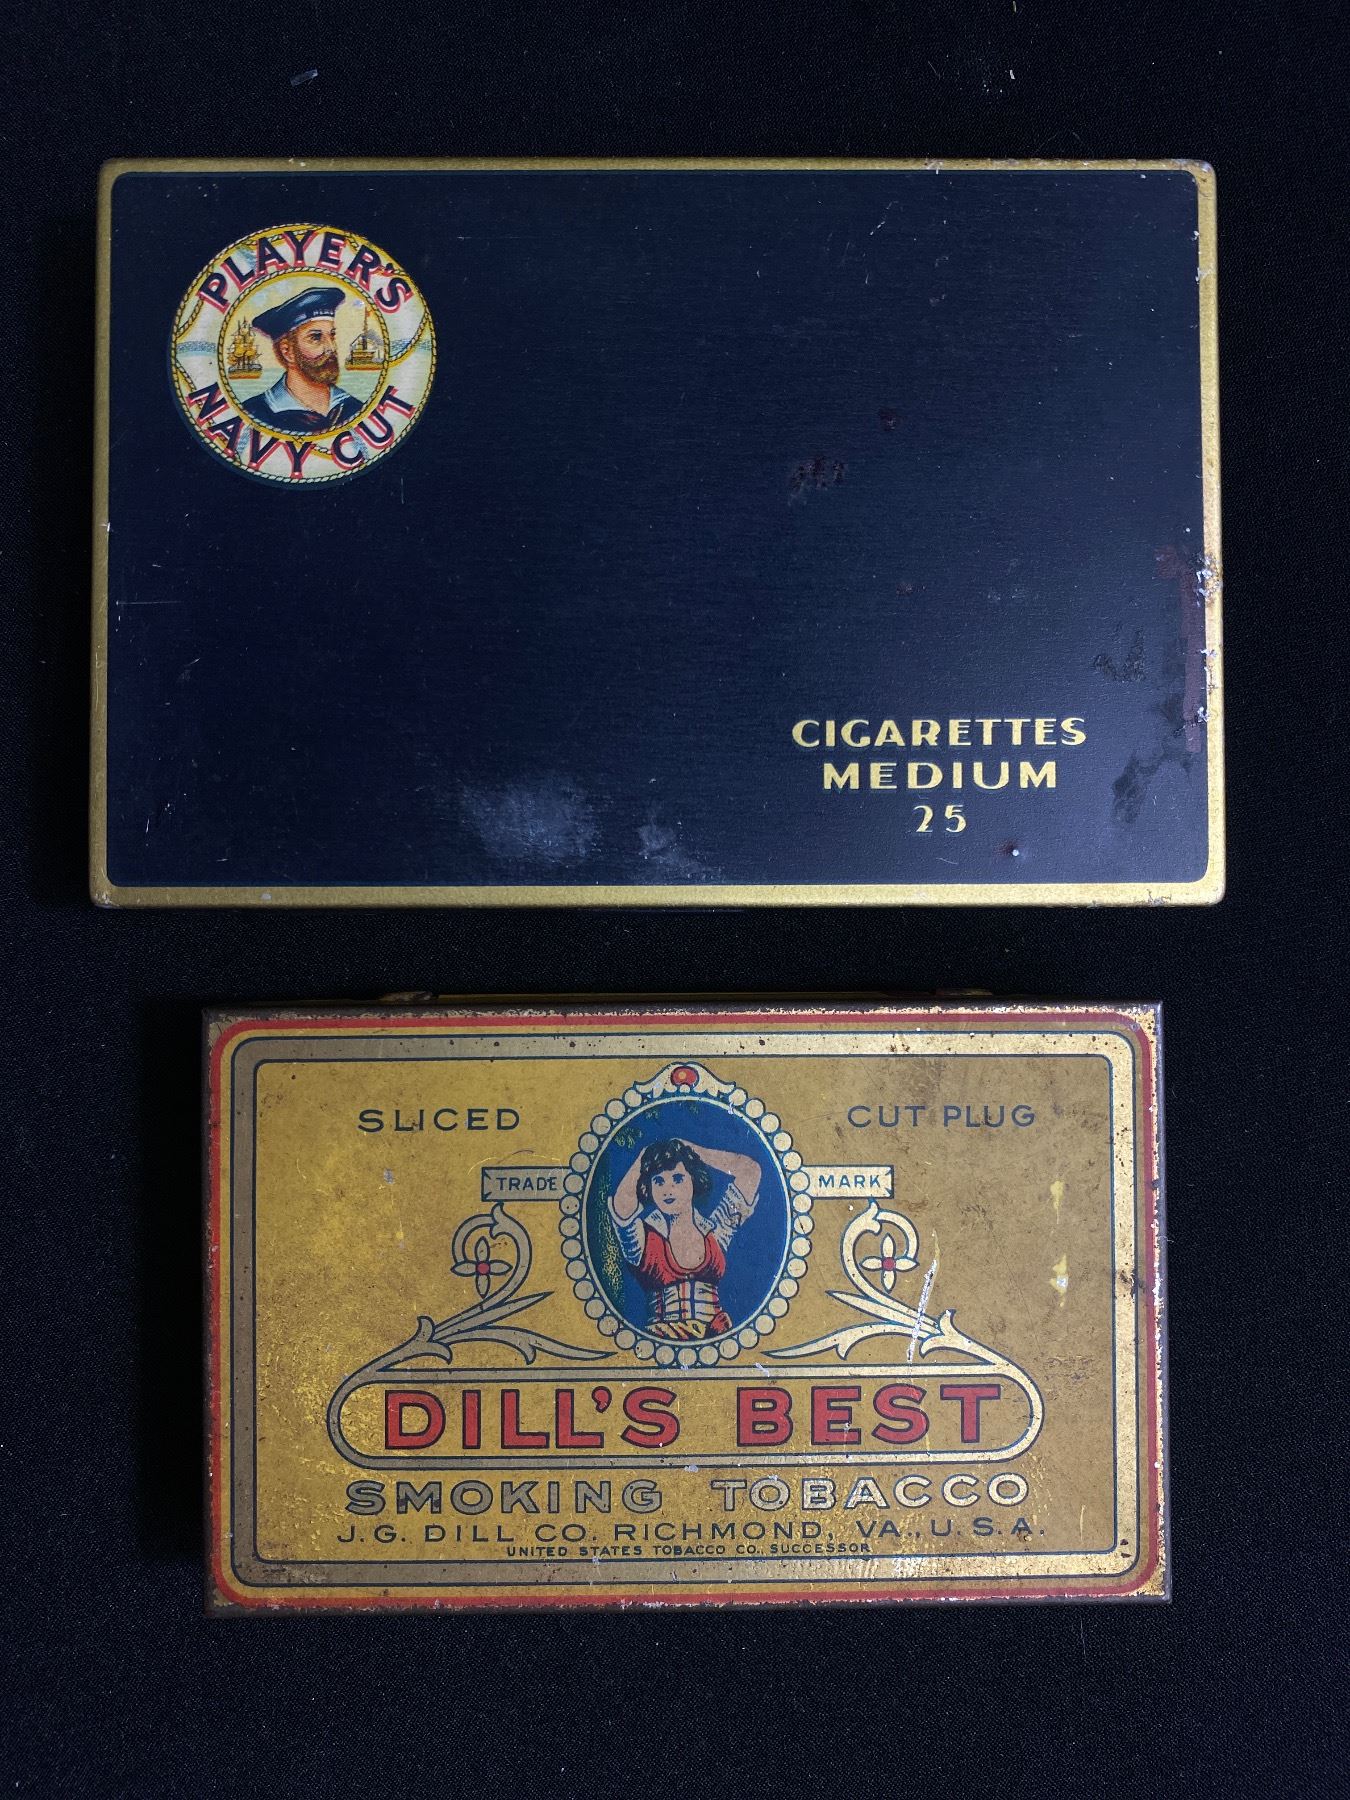 PLAYER'S
NAVY CUT
CIGARETTES
MEDIUM
25
SLICED CUT PLUG
TRADE MARK
DILL'S BEST
SMOKING TOBACCO
J.G. DILL CO. RICHMOND, VA., U.S.A.
UNITED STATES TOBACCO CO., SUCCESSOR